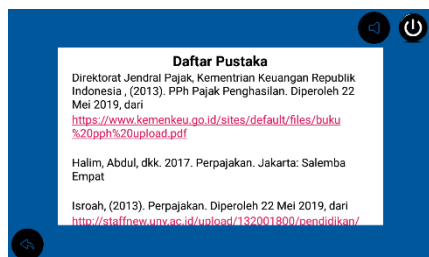 Daftar Pustaka
Direktorat Jendral Pajak, Kementrian Keuangan Republik
Indonesia , (2013). PPh Pajak Penghasilan. Diperoleh 22
Mei 2019, dari
https://www.kemenkeu.go.id/sites/default/files/buku
%20pph%20upload.pdf
Halim, Abdul, dkk. 2017. Perpajakan. Jakarta: Salemba
Empat
Isroah, (2013). Perpajakan. Diperoleh 22 Mei 2019, dari
http://staffnew.uny.ac.id/upload/132001800/pendidikan/